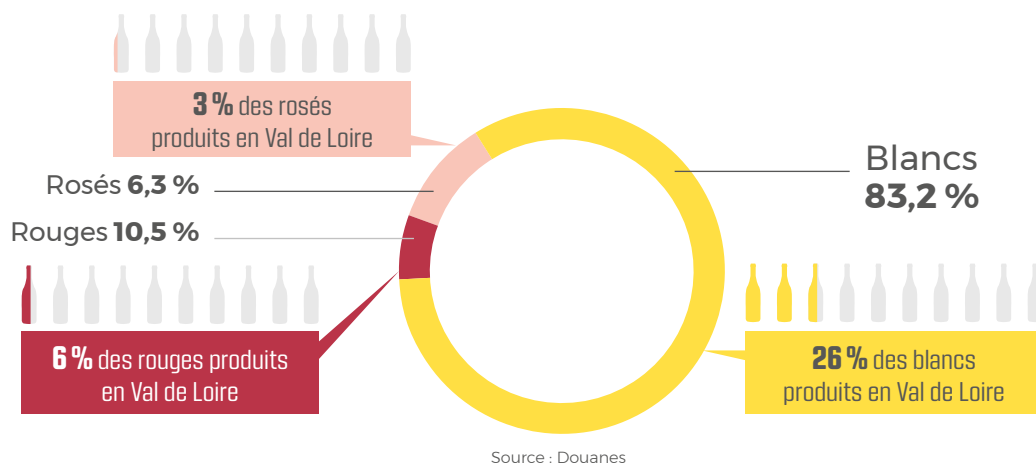 3 % des rosés
produits en Val de Loire
Rosés 6,3 %
Rouges 10,5 %
Blancs
83,2 %
6 % des rouges produits
en Val de Loire
26 % des blancs
produits en Val de Loire
Source : Douanes